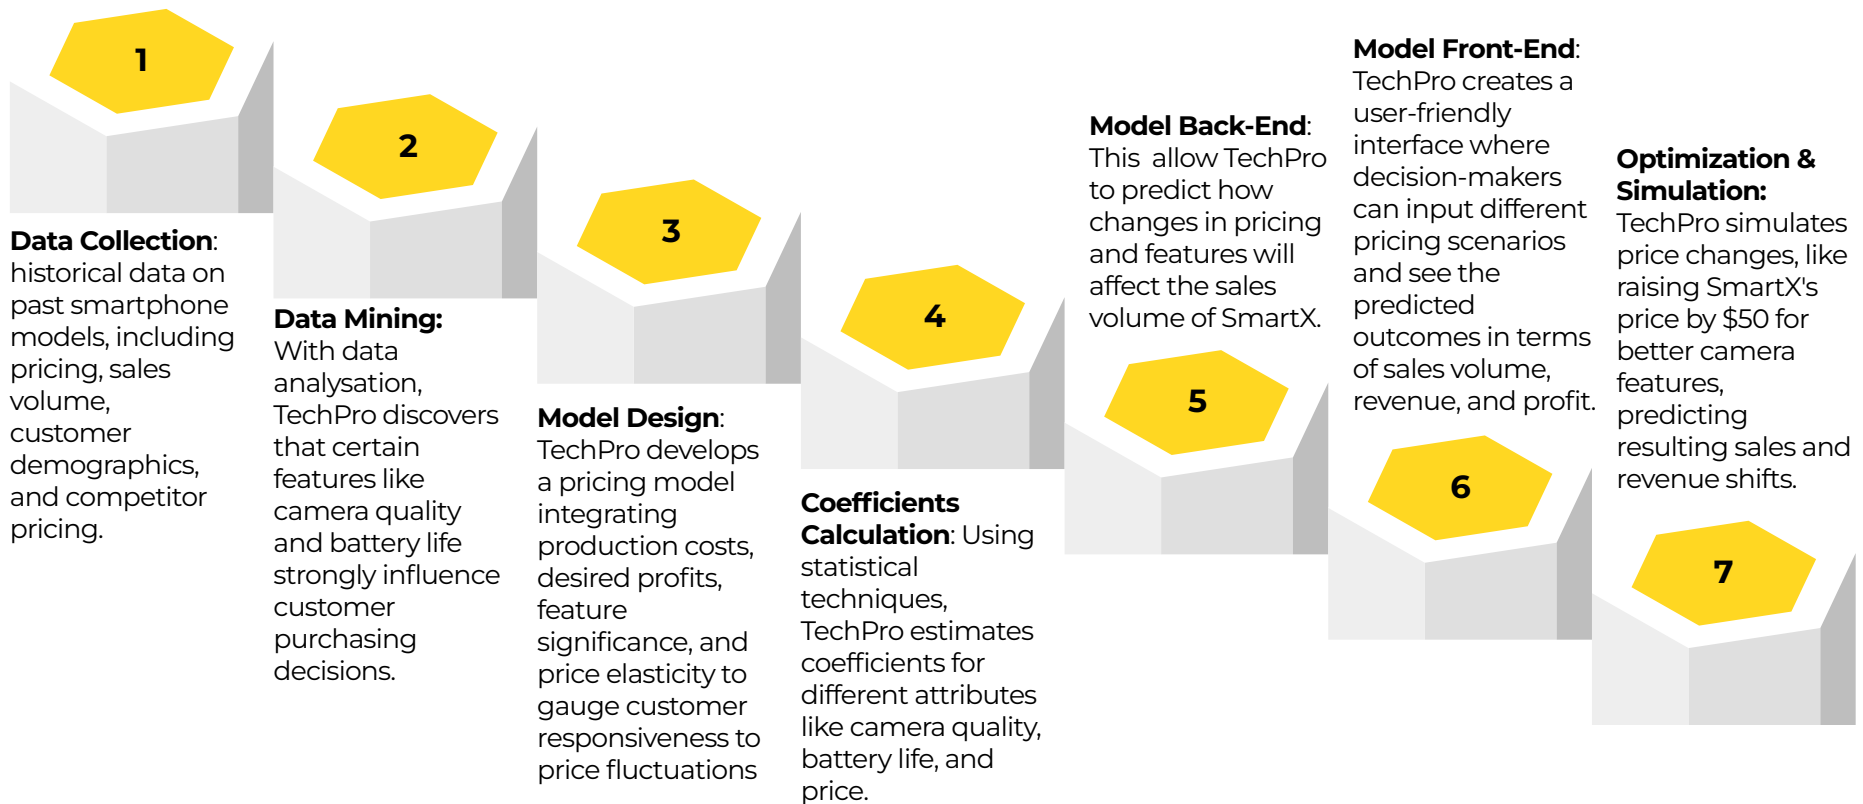 1
Data Collection:
historical data on
past smartphone
models, including
pricing, sales
volume,
customer
demographics,
and competitor
pricing.
2
Data Mining:
With data
analysation,
TechPro discovers
that certain
features like
camera quality
and battery life
strongly influence
customer
purchasing
decisions.
3
Model Design:
TechPro develops
a pricing model
integrating
production costs,
desired profits,
feature
significance, and
price elasticity to
gauge customer
responsiveness to
price fluctuations
4
Coefficients
Calculation: Using
statistical
techniques,
TechPro estimates
coefficients for
different attributes
like camera quality,
battery life, and
price.
Model Back-End:
This allow TechPro
to predict how
changes in pricing
and features will
affect the sales
volume of SmartX.
5
Model Front-End:
TechPro creates a
user-friendly
interface where
decision-makers
can input different
pricing scenarios
and see the
predicted
outcomes in terms
of sales volume,
revenue, and profit.
6
Optimization &
Simulation:
TechPro simulates
price changes, like
raising SmartX's
price by $50 for
better camera
features,
predicting
resulting sales and
revenue shifts.
7